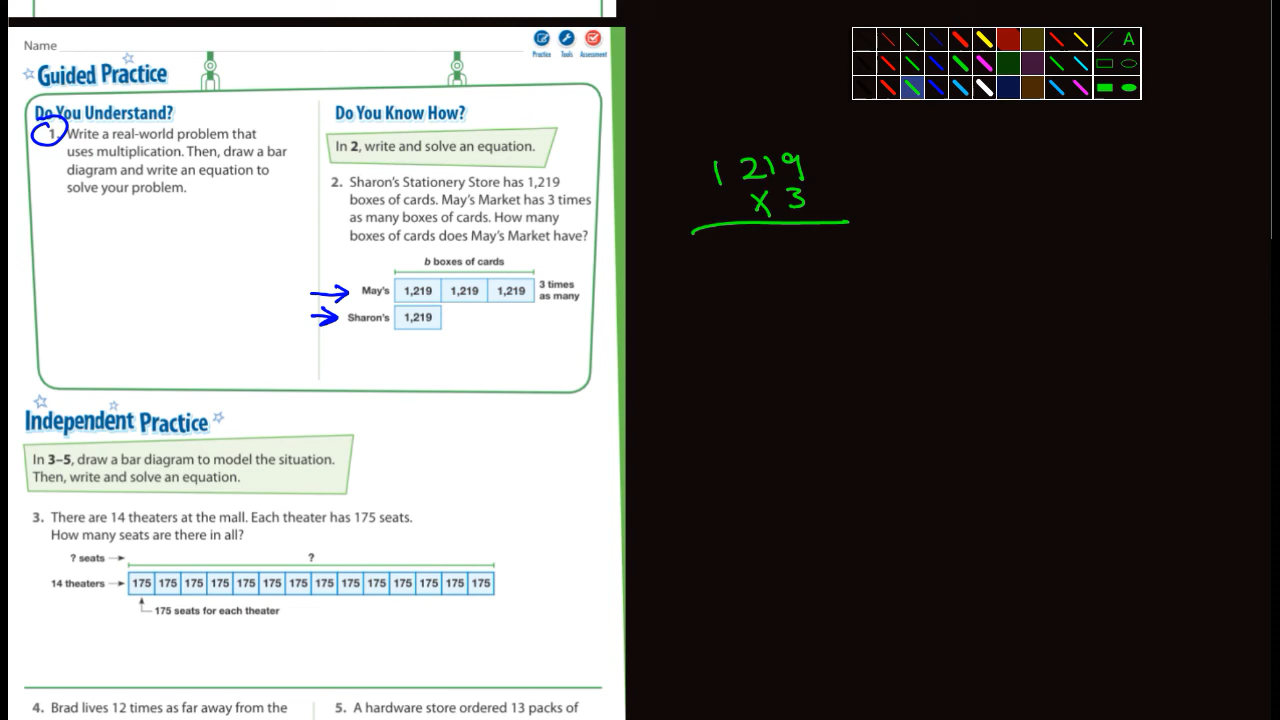 Name
Practice Tools Assessment
Guided Practice
Do You Understand?
1. Write a real-world problem that
uses multiplication. Then, draw a bar
diagram and write an equation to
solve your problem.
Do You Know How?
In 2, write and solve an equation.
2. Sharon's Stationery Store has 1,219
boxes of cards. May's Market has 3 times
as many boxes of cards. How many
boxes of cards does May's Market have?
b boxes of cards
May's 1,219 1,219 1,219 3 times
as many
Sharon's 1,219
Independent Practice
In 3–5, draw a bar diagram to model the situation.
Then, write and solve an equation.
3. There are 14 theaters at the mall. Each theater has 175 seats.
How many seats are there in all?
? seats ?
14 theaters 175 175 175 175 175 175 175 175 175 175 175 175 175 175
175 seats for each theater
4. Brad lives 12 times as far away from the
5. A hardware store ordered 13 packs of
A
1 219
x 3